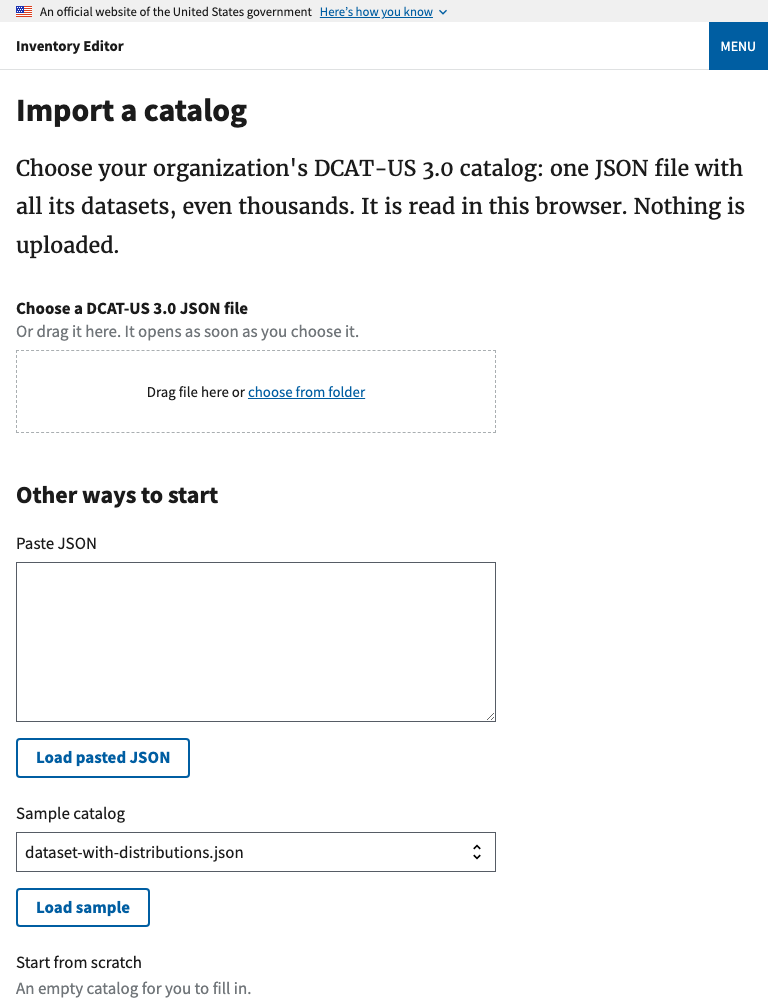 An official website of the United States government Here's how you know
Inventory Editor
MENU
Import a catalog
Choose your organization's DCAT-US 3.0 catalog: one JSON file with
all its datasets, even thousands. It is read in this browser. Nothing is
uploaded.
Choose a DCAT-US 3.0 JSON file
Or drag it here. It opens as soon as you choose it.
Drag file here or choose from folder
Other ways to start
Paste JSON
Load pasted JSON
Sample catalog
dataset-with-distributions.json
Load sample
Start from scratch
An empty catalog for you to fill in.